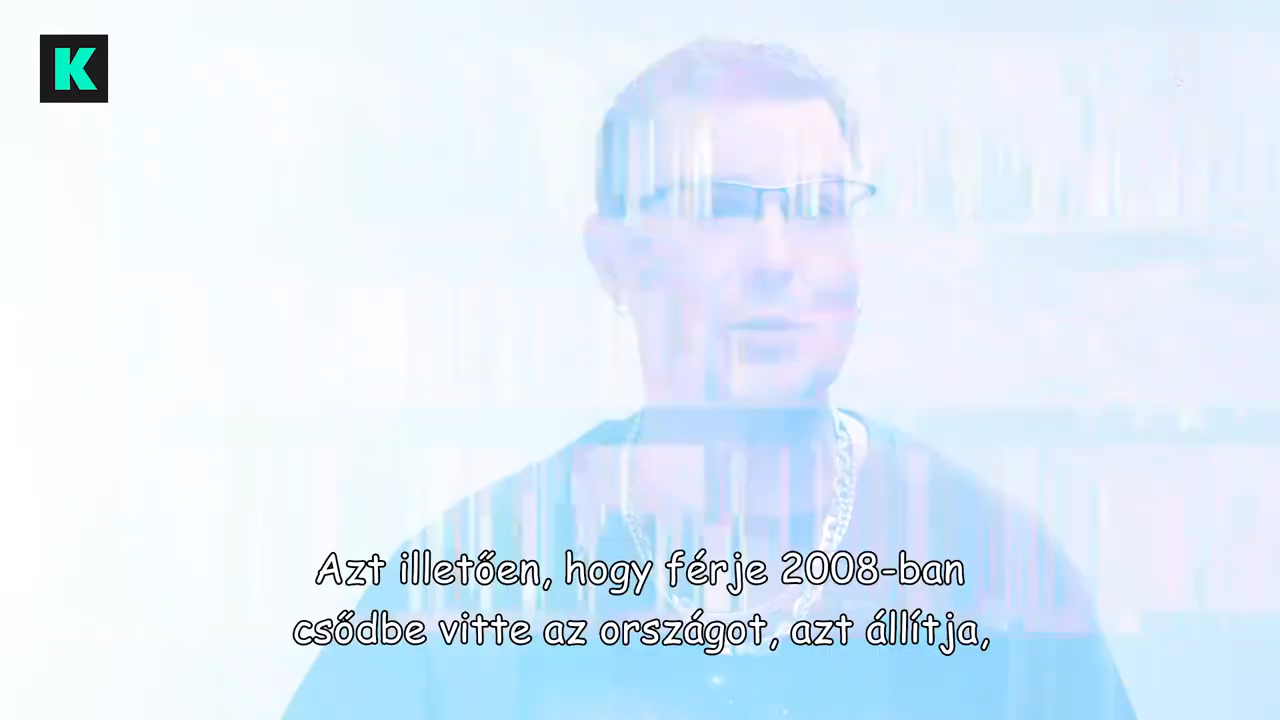 K
Azt illetően, hogy férje 2008-ban
csődbe vitte az országot, azt állítja,